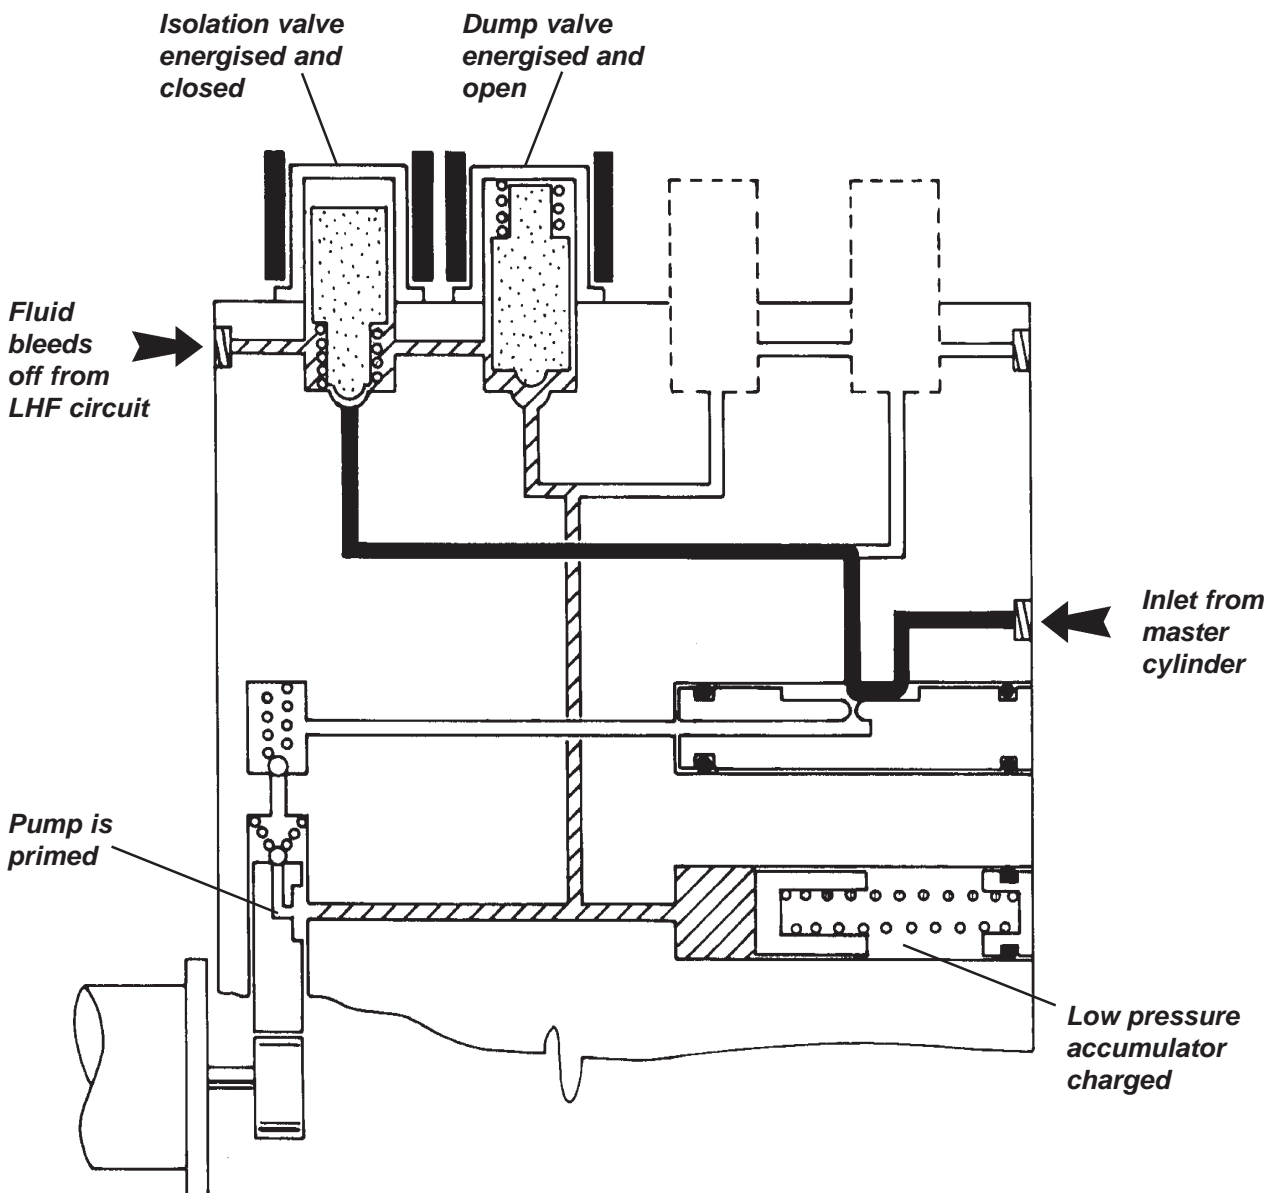 Isolation valve
energised and
closed
Dump valve
energised and
open
Fluid
bleeds
off from
LHF circuit
Inlet from
master
cylinder
Pump is
primed
Low pressure
accumulator
charged